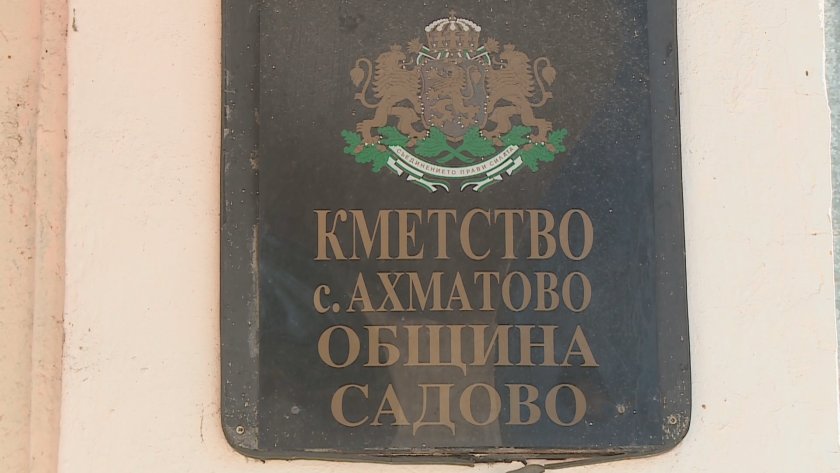 СЪЕДИНЕНИЕТО ПРАВИ СИЛАТА
КМЕТСТВО
с. АХМАТОВО
ОБЩИНА
САДОВО